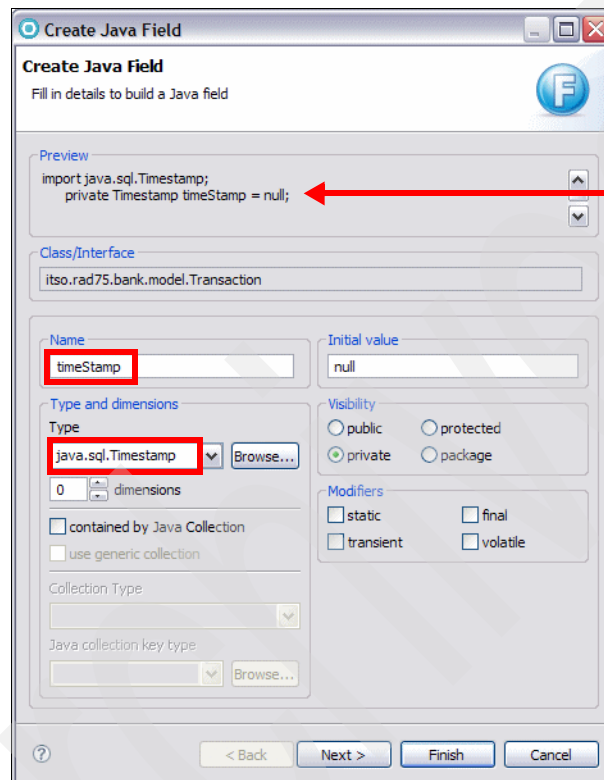 Create Java Field
Create Java Field
Fill in details to build a Java field
F
Preview
import java.sql.Timestamp;
private Timestamp timeStamp = null;
Class/Interface
itso.rad75.bank.model.Transaction
Name
timeStamp
Initial value
null
Type and dimensions
Type
java.sql.Timestamp
Browse...
0 dimensions
contained by Java Collection
use generic collection
Collection Type
Java collection key type
Browse...
Visibility
public protected
private package
Modifiers
static final
transient volatile
?
< Back Next > Finish Cancel